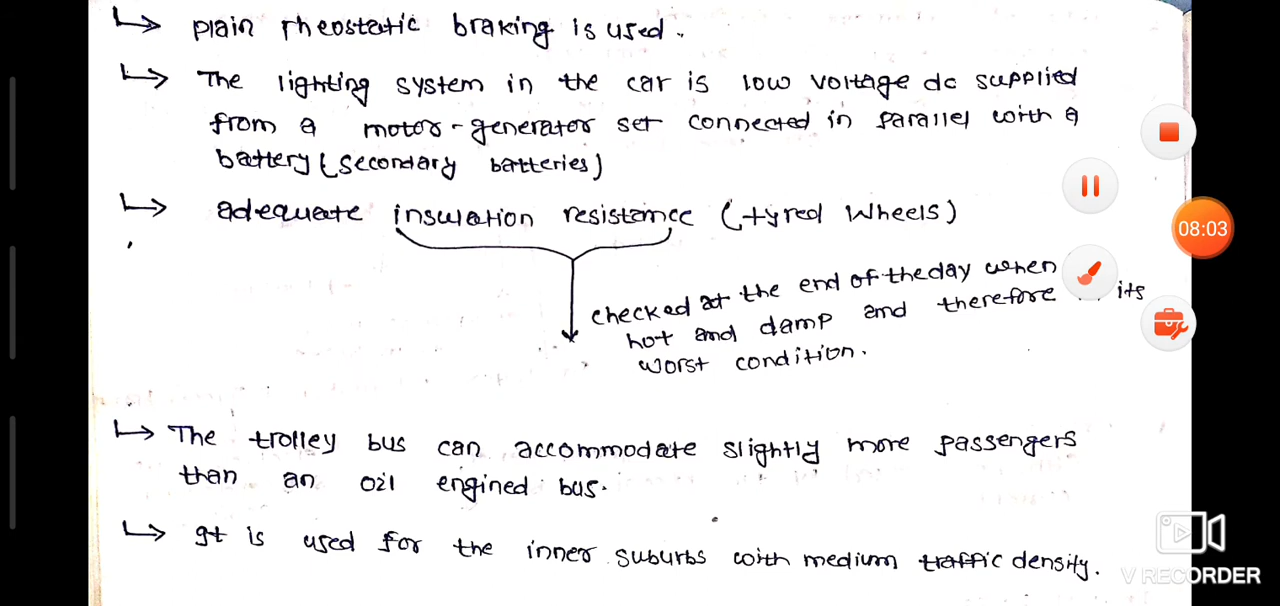 ↳ plain rheostatic braking is used.
↳ The lighting system in the car is low voltage dc supplied
from a motor-generator set connected in parallel with a
battery (secondary batteries)
↳ adequate insulation resistance (tyred Wheels)
checked at the end of the day when
hot and damp and therefore its
worst condition.
↳ The trolley bus can accommodate slightly more passengers
than an oil engined bus.
↳ It is used for the inner suburbs with medium traffic density.
08:03
V RECORDER